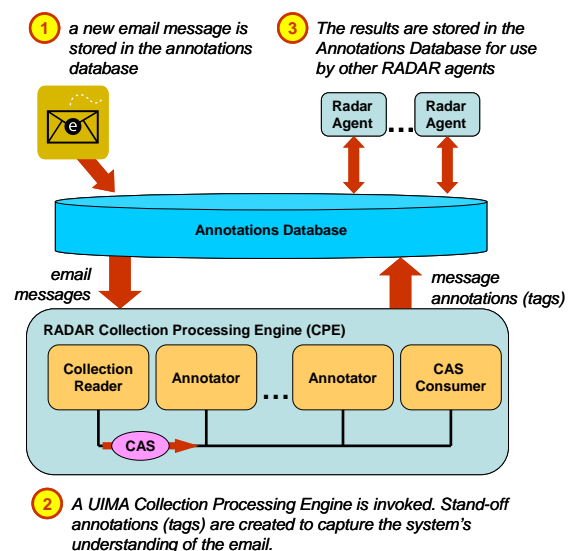 1 a new email message is
stored in the annotations
database
3 The results are stored in the
Annotations Database for use
by other RADAR agents
e
Radar
Agent
...
Radar
Agent
Annotations Database
email
messages
message
annotations (tags)
RADAR Collection Processing Engine (CPE)
Collection
Reader
Annotator
...
Annotator
CAS
Consumer
CAS
2 A UIMA Collection Processing Engine is invoked. Stand-off
annotations (tags) are created to capture the system's
understanding of the email.